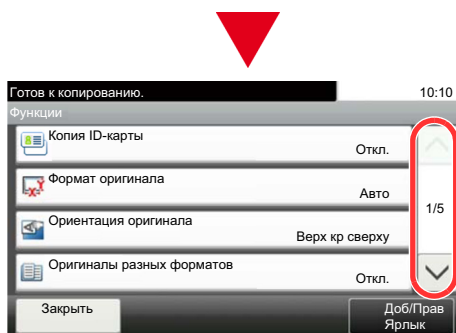 Готов к копированию. 10:10
Функции
Копия ID-карты
Откл.
Формат оригинала
Авто
1/5
Ориентация оригинала
Верх кр сверху
Оригиналы разных форматов
Откл.
Закрыть
Доб/Прав
Ярлык